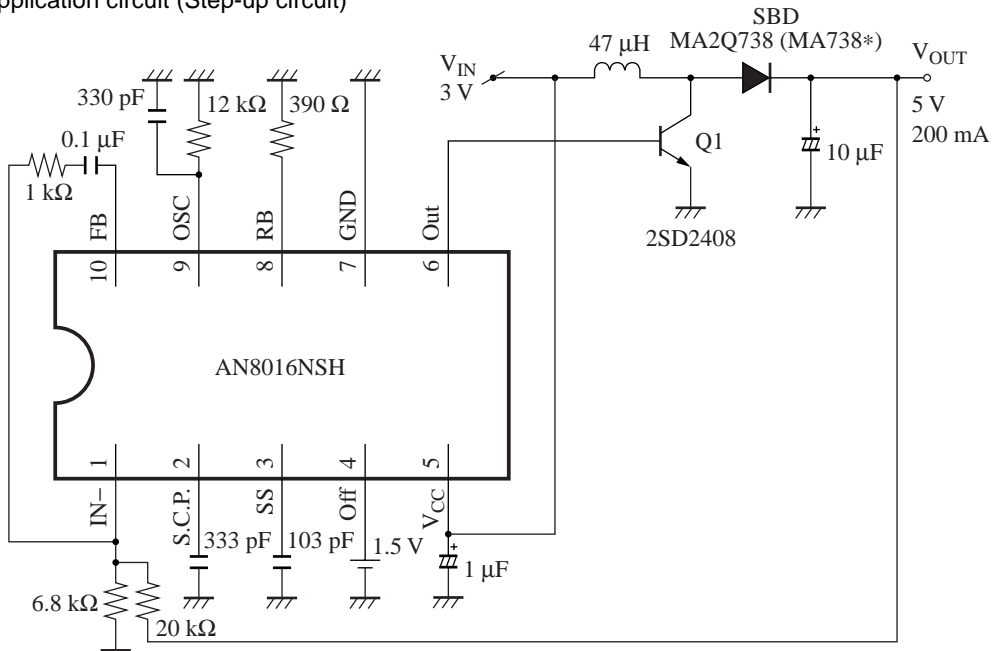 pplication circuit (Step-up circuit)
SBD
MA2Q738 (MA738*)
47 μH
VIN
3 V
VOUT
5 V
200 mA
330 pF
12 kΩ
390 Ω
0.1 μF
1 kΩ
Q1
10 μF
2SD2408
FB
OSC
RB
GND
Out
10
9
8
7
6
AN8016NSH
1
2
3
4
5
IN−
S.C.P.
SS
Off
VCC
333 pF
103 pF
1.5 V
1 μF
6.8 kΩ
20 kΩ